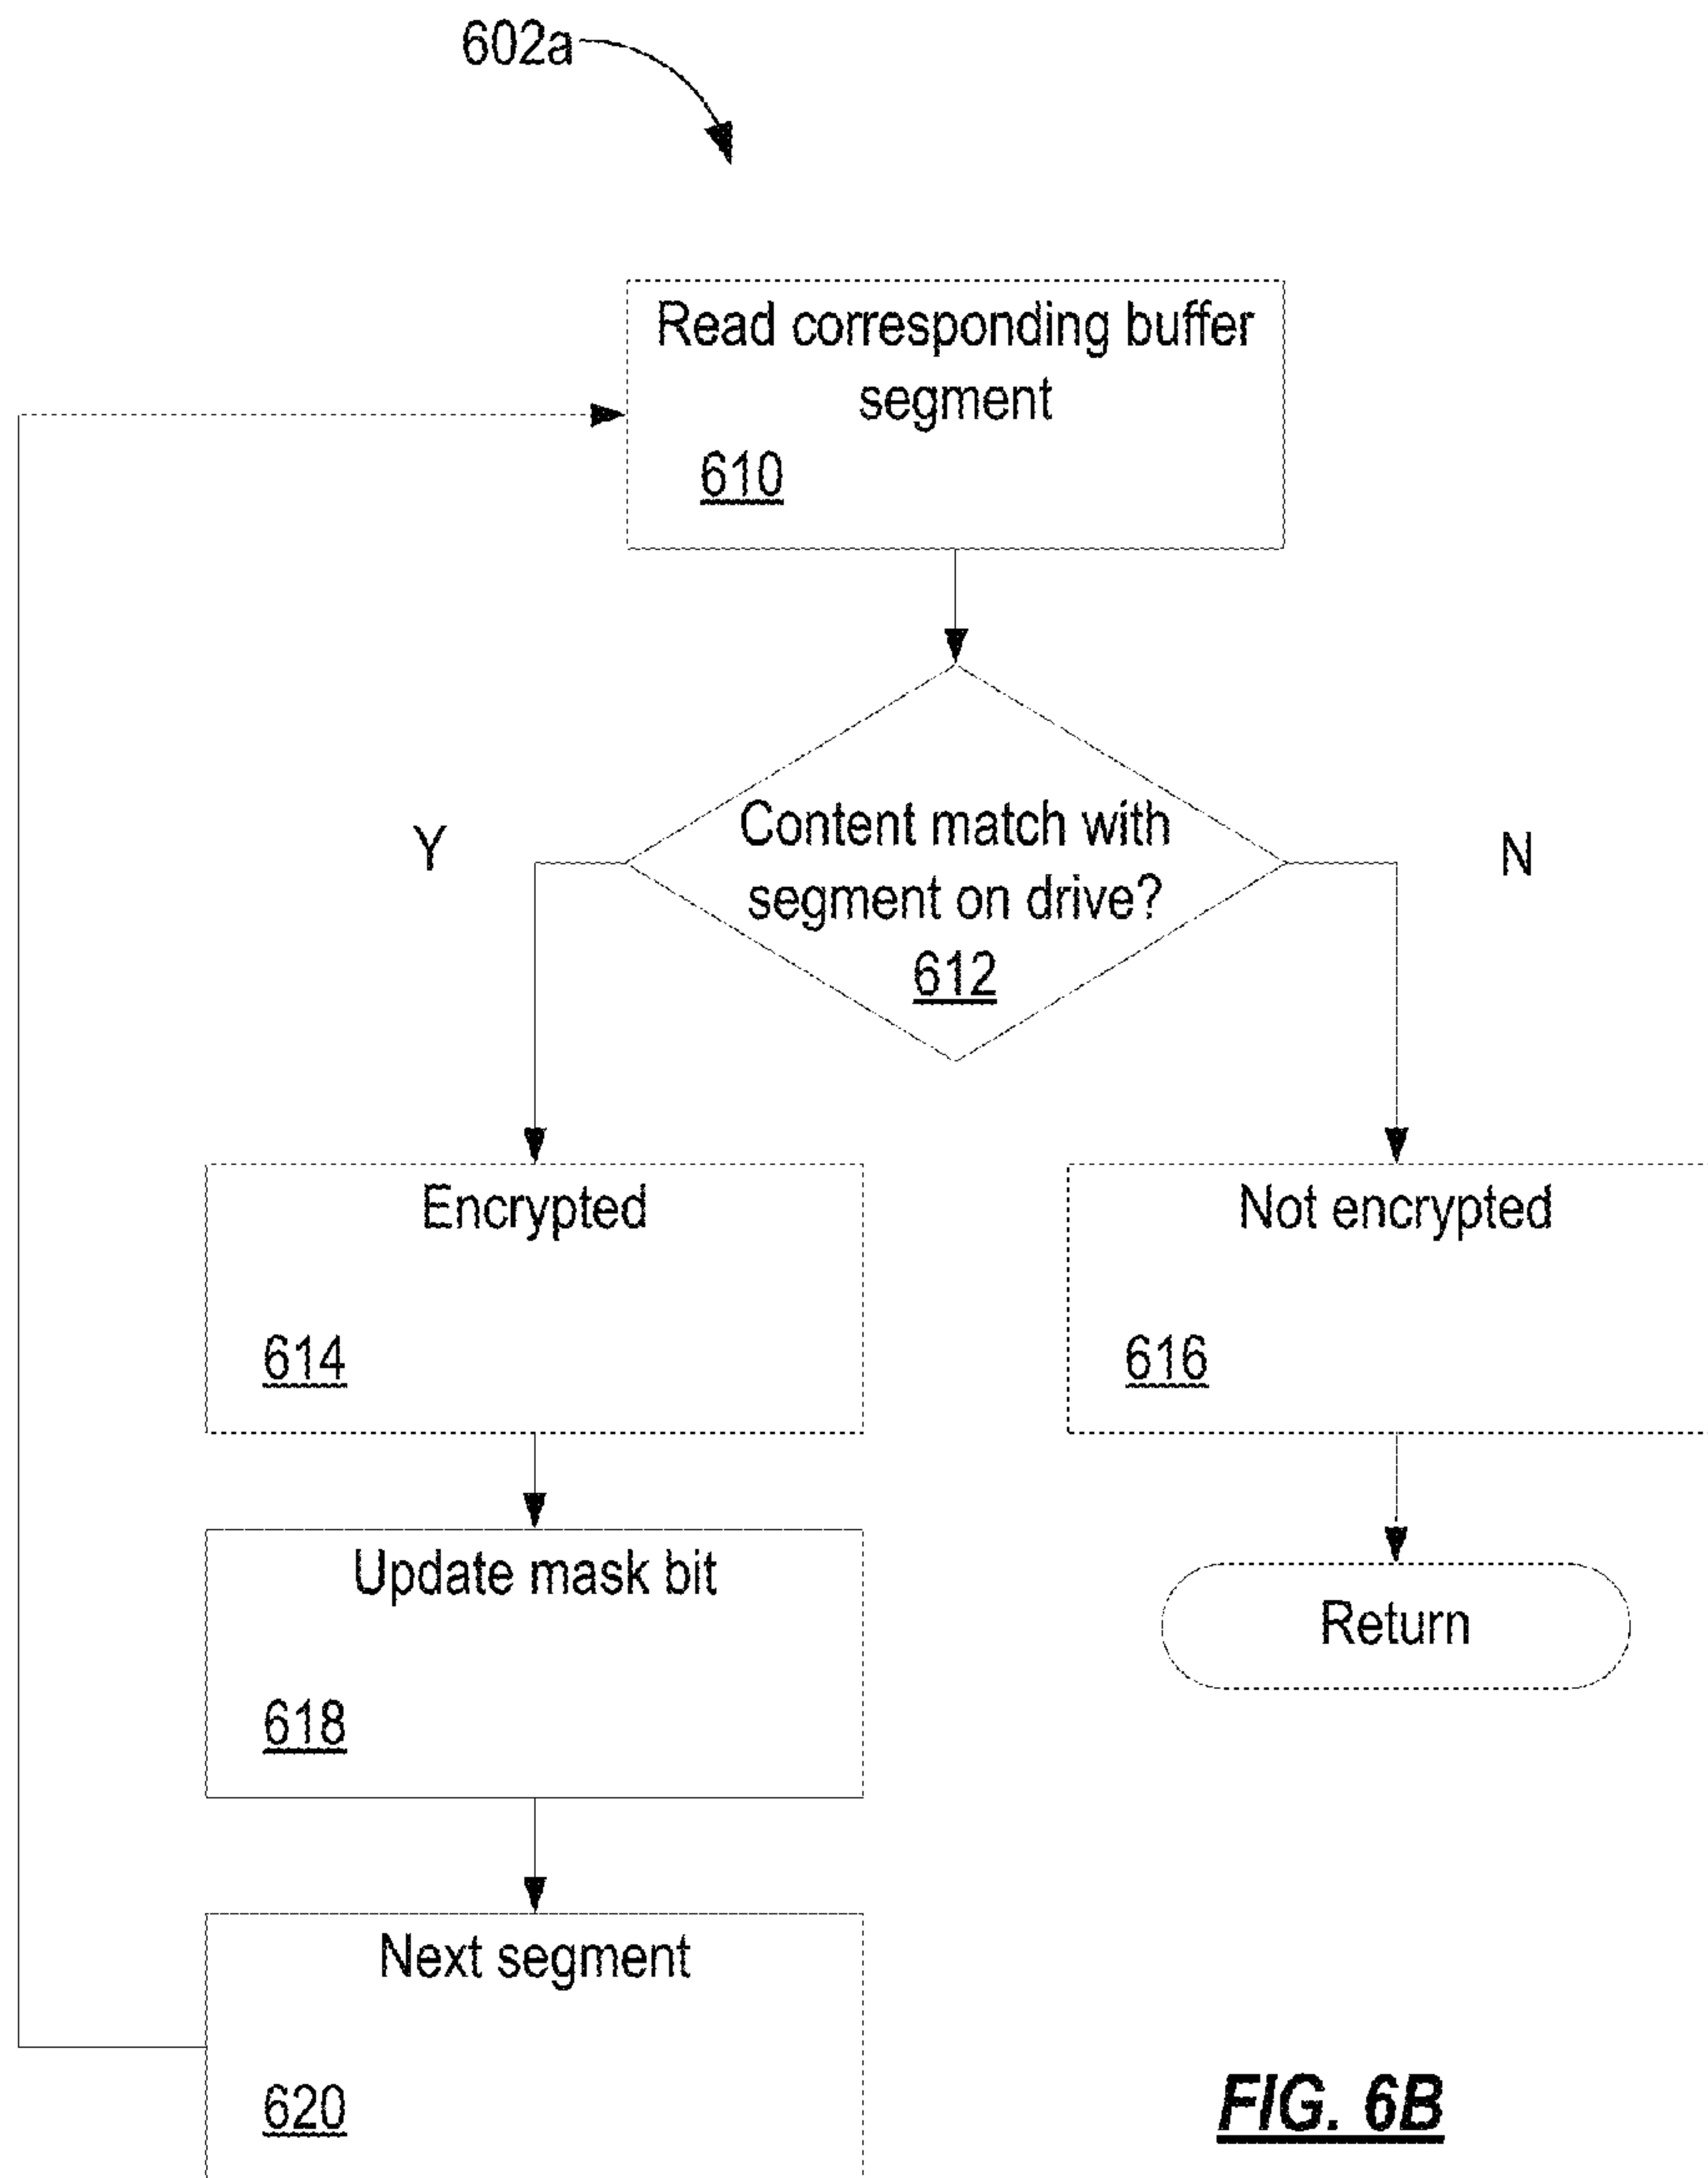 602a
Read corresponding buffer
segment
610
Content match with
segment on drive?
612
Y
N
Encrypted
614
Not encrypted
616
Update mask bit
618
Return
Next segment
620
FIG. 6B